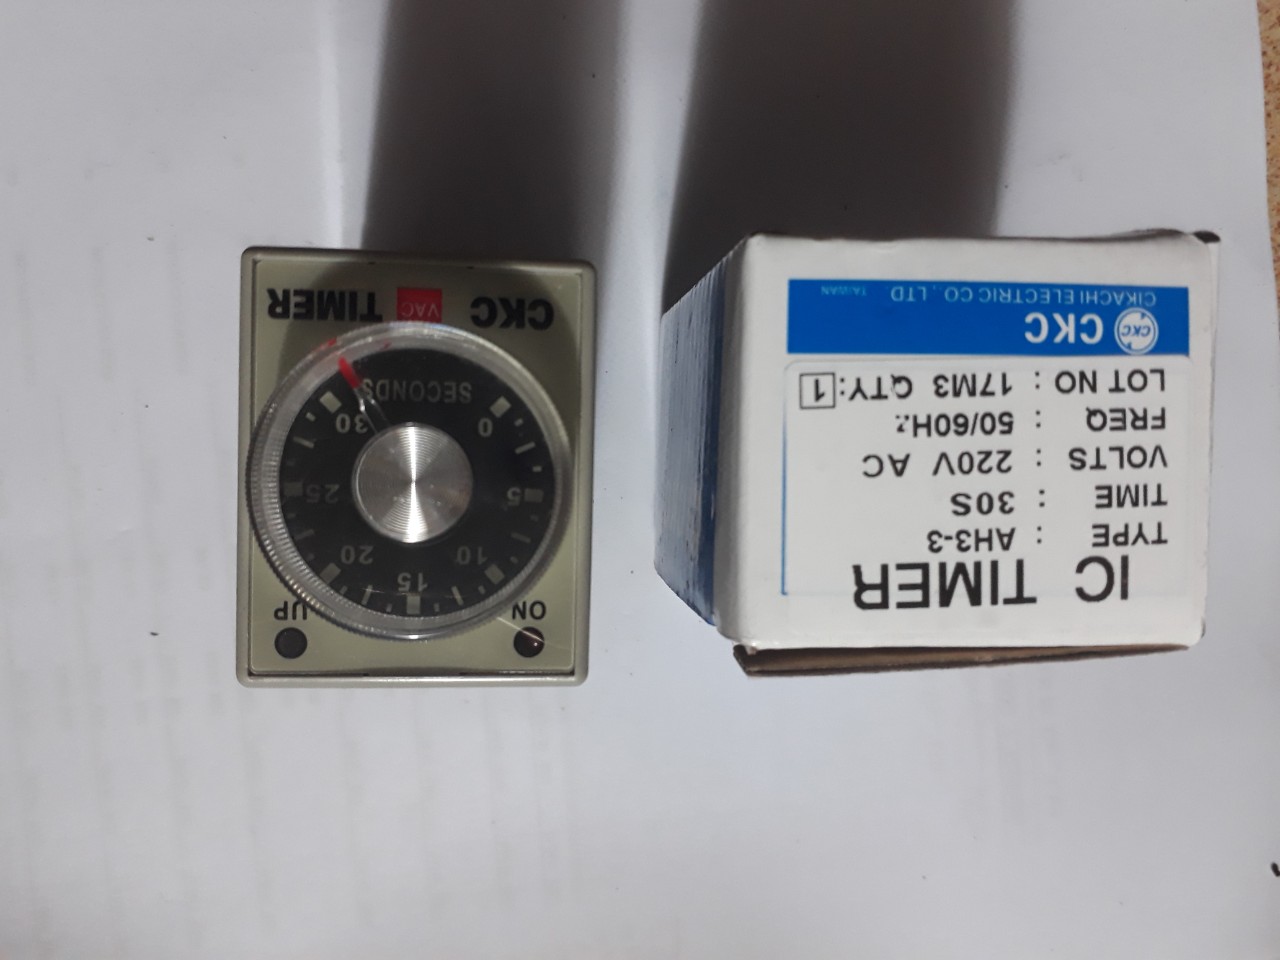 ON
UP
0
5
10
15
20
25
30
SECONDS
CKC VAC TIMER
IC TIMER
TYPE : AH3-3
TIME : 30S
VOLTS : 220V AC
FREQ : 50/60Hz
LOT NO : 17M3 QTY: 1
CKC CKC
CIKACHI ELECTRIC CO., LTD TAIWAN